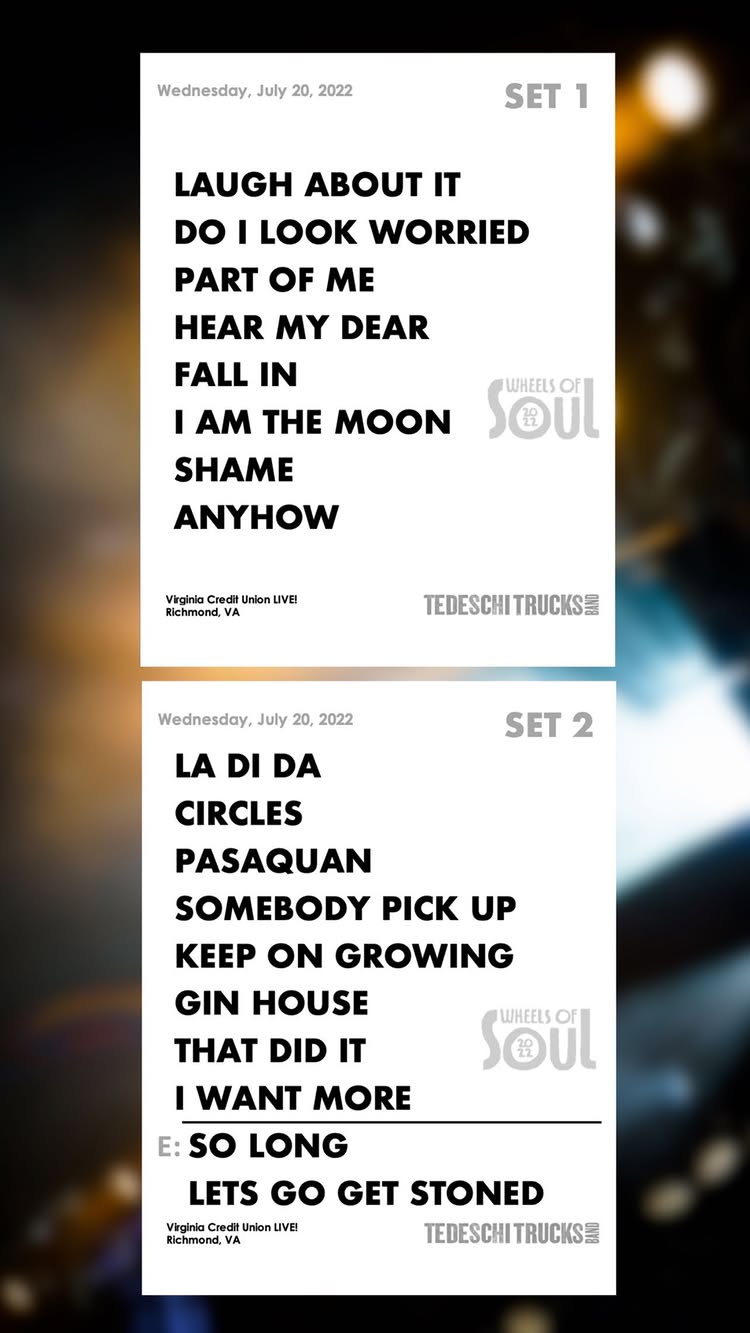 Wednesday, July 20, 2022
SET 1
LAUGH ABOUT IT
DO I LOOK WORRIED
PART OF ME
HEAR MY DEAR
FALL IN
I AM THE MOON
SHAME
ANYHOW
WHEELS OF
SOUL
2022
Virginia Credit Union LIVE!
Richmond, VA
TEDESCHI TRUCKS BAND
Wednesday, July 20, 2022
SET 2
LA DI DA
CIRCLES
PASAQUAN
SOMEBODY PICK UP
KEEP ON GROWING
GIN HOUSE
THAT DID IT
I WANT MORE
E: SO LONG
LETS GO GET STONED
WHEELS OF
SOUL
2022
Virginia Credit Union LIVE!
Richmond, VA
TEDESCHI TRUCKS BAND